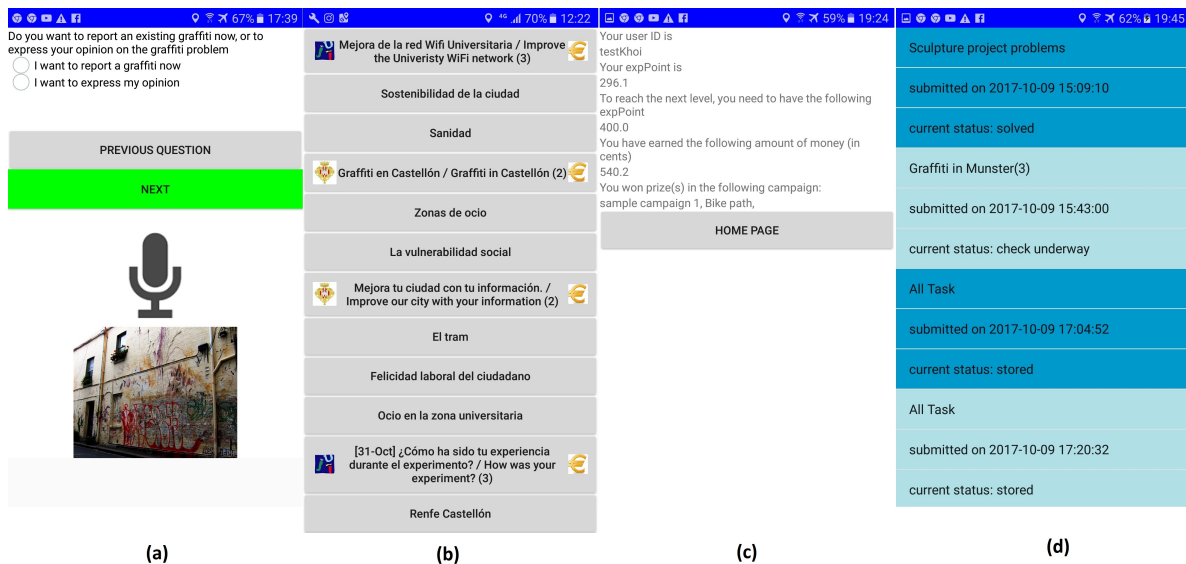 67% 17:39
Do you want to report an existing graffiti now, or to
express your opinion on the graffiti problem
I want to report a graffiti now
I want to express my opinion
PREVIOUS QUESTION
NEXT
(a)
4G 70% 12:22
Mejora de la red Wifi Universitaria / Improve
the Univeristy WiFi network (3)
Sostenibilidad de la ciudad
Sanidad
Graffiti en Castellón / Graffiti in Castellón (2)
Zonas de ocio
La vulnerabilidad social
Mejora tu ciudad con tu información. /
Improve our city with your information (2)
El tram
Felicidad laboral del ciudadano
Ocio en la zona universitaria
[31-Oct] ¿Cómo ha sido tu experiencia
durante el experimento? / How was your
experiment? (3)
Renfe Castellón
(b)
59% 19:24
Your user ID is
testKhoi
Your expPoint is
296.1
To reach the next level, you need to have the following
expPoint
400.0
You have earned the following amount of money (in
cents)
540.2
You won prize(s) in the following campaign:
sample campaign 1, Bike path,
HOME PAGE
(c)
62% 19:45
Sculpture project problems
submitted on 2017-10-09 15:09:10
current status: solved
Graffiti in Munster(3)
submitted on 2017-10-09 15:43:00
current status: check underway
All Task
submitted on 2017-10-09 17:04:52
current status: stored
All Task
submitted on 2017-10-09 17:20:32
current status: stored
(d)